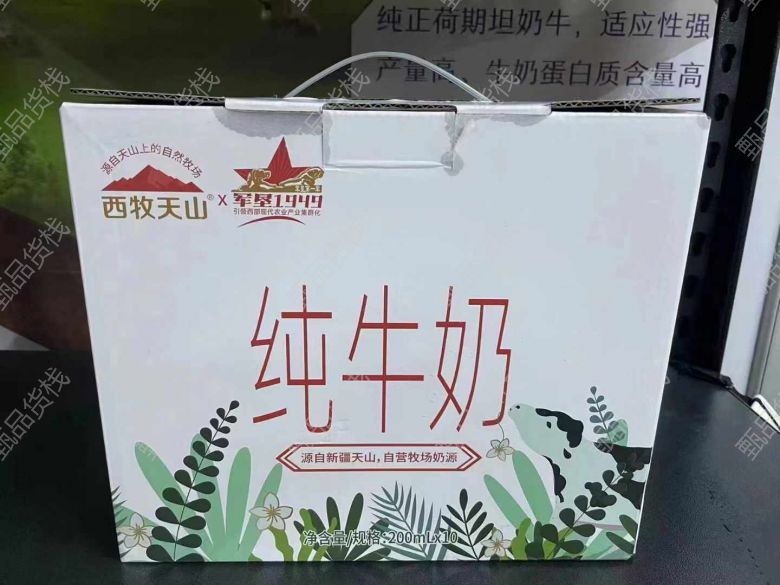 纯正荷期坦奶牛，适应性强
产量高、牛奶蛋白质含量高
源自天山上的自然牧场
西牧天山® X 军垦1949
引领西部现代农业产业集群化
纯牛奶
源自新疆天山，自营牧场奶源
净含量/规格:200mLx10
甄品货栈